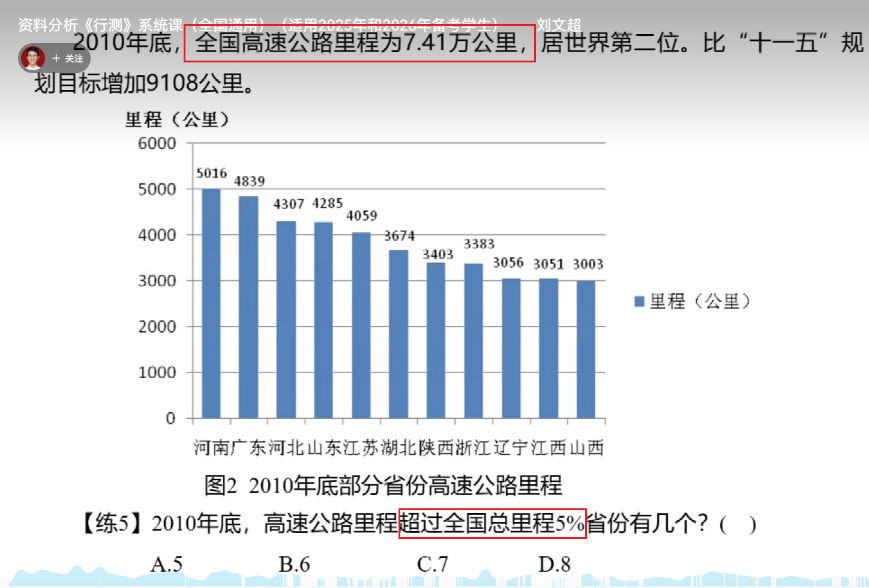 资料分析《行测》系统课（全国通用）（适用2025年和2026年备考学生） 刘文超
2010年底，全国高速公路里程为7.41万公里，居世界第二位。比“十一五”规
+ 关注
划目标增加9108公里。
里程（公里）
6000
5000
4000
3000
2000
1000
0
5016 4839 4307 4285 4059 3674 3403 3383 3056 3051 3003
里程（公里）
河南广东河北山东江苏湖北陕西浙江辽宁江西山西
图2 2010年底部分省份高速公路里程
【练5】2010年底，高速公路里程超过全国总里程5%省份有几个？（ ）
A.5 B.6 C.7 D.8